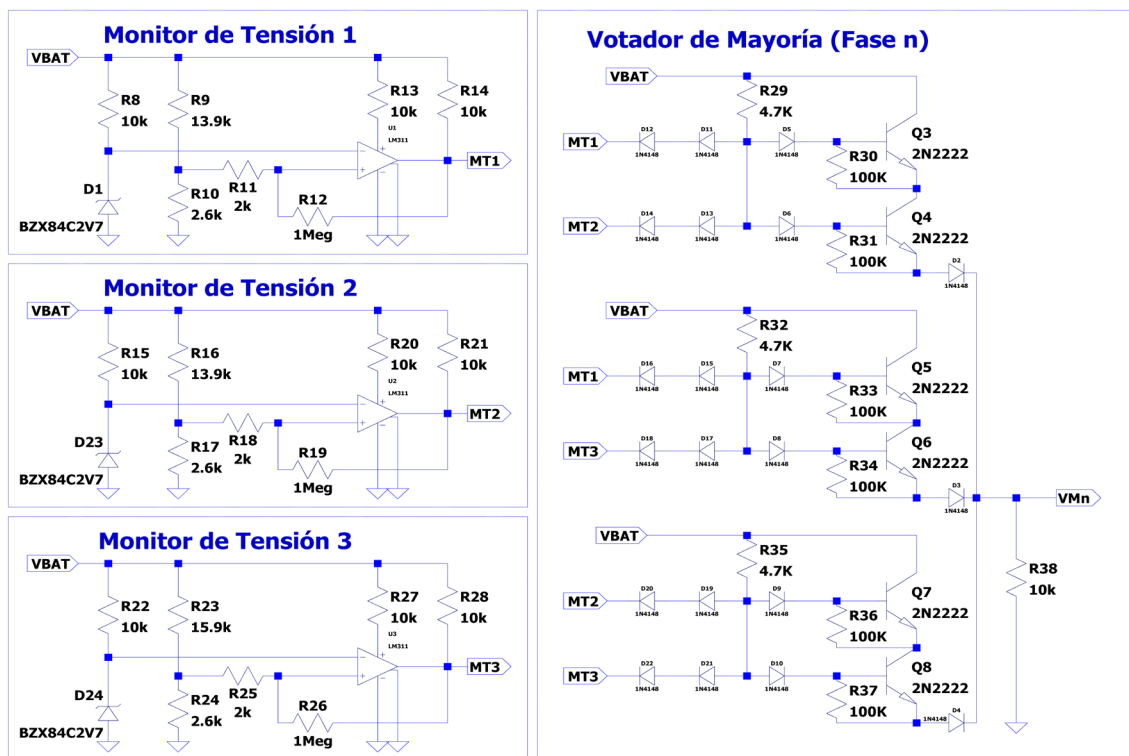 Monitor de Tensión 1
VBAT
R8
10k
R9
13.9k
R13
10k
R14
10k
U1
LM311
MT1
D1
BZX84C2V7
R10
2.6k
R11
2k
R12
1Meg
Monitor de Tensión 2
VBAT
R15
10k
R16
13.9k
R20
10k
R21
10k
U2
LM311
MT2
D23
BZX84C2V7
R17
2.6k
R18
2k
R19
1Meg
Monitor de Tensión 3
VBAT
R22
10k
R23
15.9k
R27
10k
R28
10k
U3
LM311
MT3
D24
BZX84C2V7
R24
2.6k
R25
2k
R26
1Meg
Votador de Mayoría (Fase n)
VBAT
R29
4.7K
MT1
D12
1N4148
D11
1N4148
D5
1N4148
R30
100K
Q3
2N2222
MT2
D14
1N4148
D13
1N4148
D6
1N4148
R31
100K
Q4
2N2222
D2
1N4148
VBAT
R32
4.7K
MT1
D16
1N4148
D15
1N4148
D7
1N4148
R33
100K
Q5
2N2222
MT3
D18
1N4148
D17
1N4148
D8
1N4148
R34
100K
Q6
2N2222
D3
1N4148
VMn
VBAT
R35
4.7K
MT2
D20
1N4148
D19
1N4148
D9
1N4148
R36
100K
Q7
2N2222
R38
10k
MT3
D22
1N4148
D21
1N4148
D10
1N4148
R37
100K
Q8
2N2222
D4
1N4148